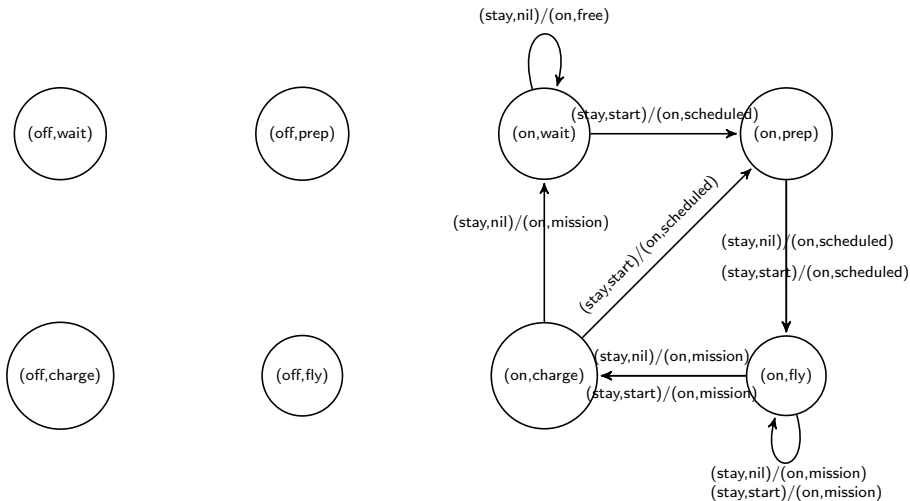 (stay,nil)/(on,free)
(off,wait)
(off,prep)
(on,wait)
(stay,start)/(on,scheduled)
(on,prep)
(stay,nil)/(on,mission)
(stay,start)/(on,scheduled)
(stay,nil)/(on,scheduled)
(stay,start)/(on,scheduled)
(off,charge)
(off,fly)
(on,charge)
(stay,nil)/(on,mission)
(stay,start)/(on,mission)
(on,fly)
(stay,nil)/(on,mission)
(stay,start)/(on,mission)